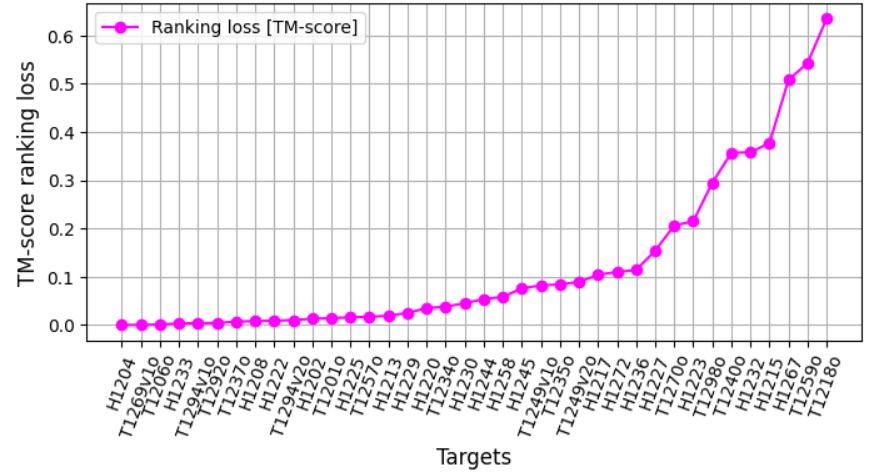 Ranking loss [TM-score]
TM-score ranking loss
0.6
0.5
0.4
0.3
0.2
0.1
0.0
H1204
T1269v1o
T1206o
H1233
T1294v1o
T1292o
T1237o
H1208
H1222
T1294v2o
H1202
T1201o
H1225
T1257o
H1213
H1229
H1220
T1234o
H1230
H1244
H1258
H1245
T1249v1o
T1235o
T1249v2o
H1217
H1272
H1236
H1227
T1270o
H1223
T1298o
T1240o
H1232
H1215
H1267
T1259o
T1218o
Targets